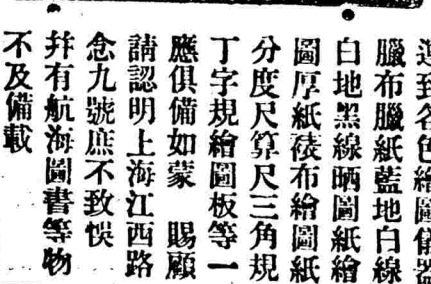 運到各色繪圖儀器
臘布臘紙藍地白線
白地黑線晒圖紙繪
圖厚紙蔆布繪圖紙
分度尺算尺三角規
丁字規繪圖板等一
應俱備如蒙　賜顧
請認明上海江西路
念九號庶不致悞
幷有航海圖書等物
不及備載